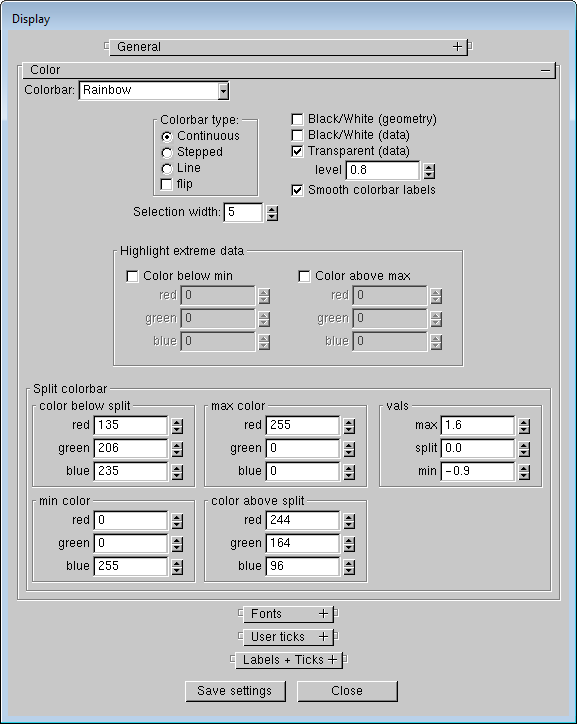 Display
General +
Color −
Colorbar: Rainbow
Colorbar type:
Continuous
Stepped
Line
flip
Black/White (geometry)
Black/White (data)
Transparent (data)
level 0.8
Smooth colorbar labels
Selection width: 5
Highlight extreme data
Color below min
red 0
green 0
blue 0
Color above max
red 0
green 0
blue 0
Split colorbar
color below split
red 135
green 206
blue 235
max color
red 255
green 0
blue 0
vals
max 1.6
split 0.0
min -0.9
min color
red 0
green 0
blue 255
color above split
red 244
green 164
blue 96
Fonts +
User ticks +
Labels + Ticks +
Save settings
Close